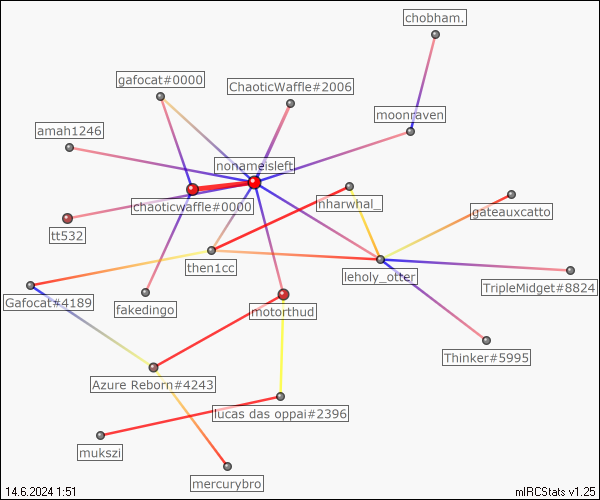 chobham.
gafocat#0000
ChaoticWaffle#2006
moonraven
amah1246
nonameisleft
nharwhal_
chaoticwaffle#0000
gateauxcatto
tt532
then1cc
leholy_otter
TripleMidget#8824
Gafocat#4189
fakedingo
motorthud
Thinker#5995
Azure Reborn#4243
lucas das oppai#2396
mukszi
mercurybro
14.6.2024 1:51
mIRCStats v1.25